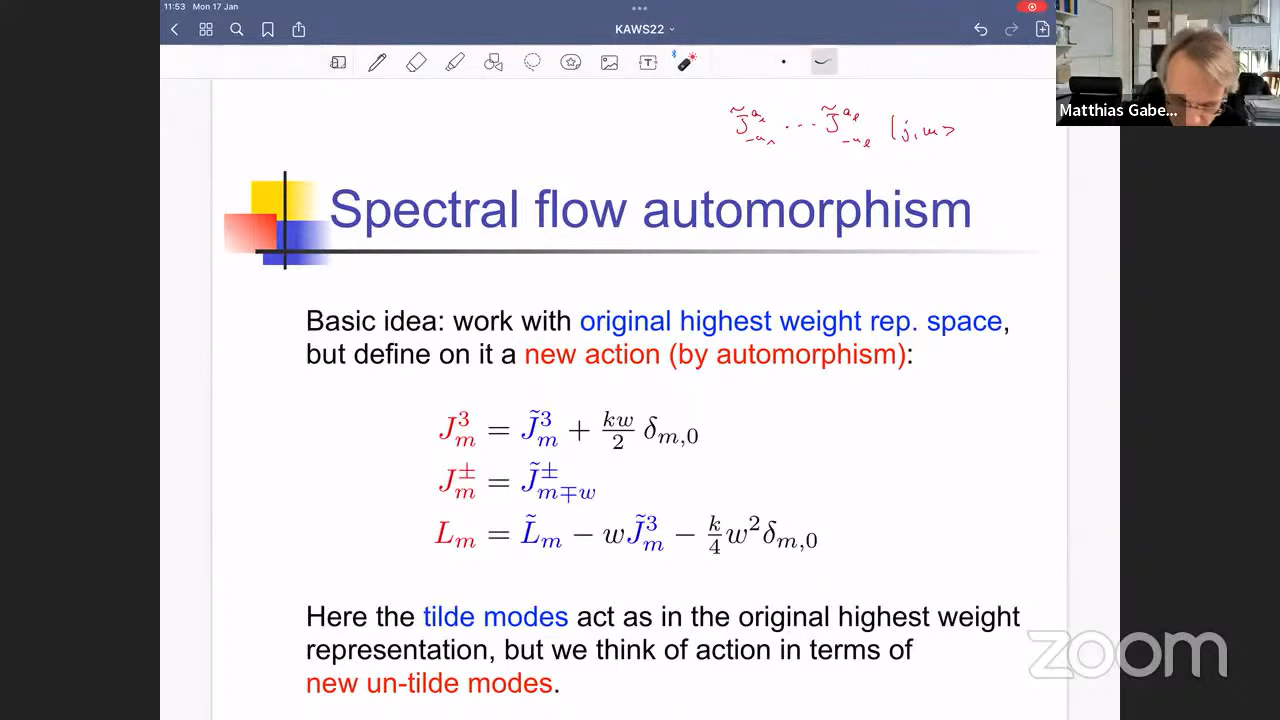 11:53 Mon 17 Jan
KAWS22
Matthias Gabe...
J̃^{a_1}_{-n_1} ... J̃^{a_l}_{-n_l} |j,m>
Spectral flow automorphism
Basic idea: work with original highest weight rep. space,
but define on it a new action (by automorphism):
J^3_m = J̃^3_m + kw/2 δ_{m,0}
J^±_m = J̃^±_{m∓w}
L_m = L̃_m − wJ̃^3_m − k/4 w^2 δ_{m,0}
Here the tilde modes act as in the original highest weight
representation, but we think of action in terms of
new un-tilde modes.
zoom